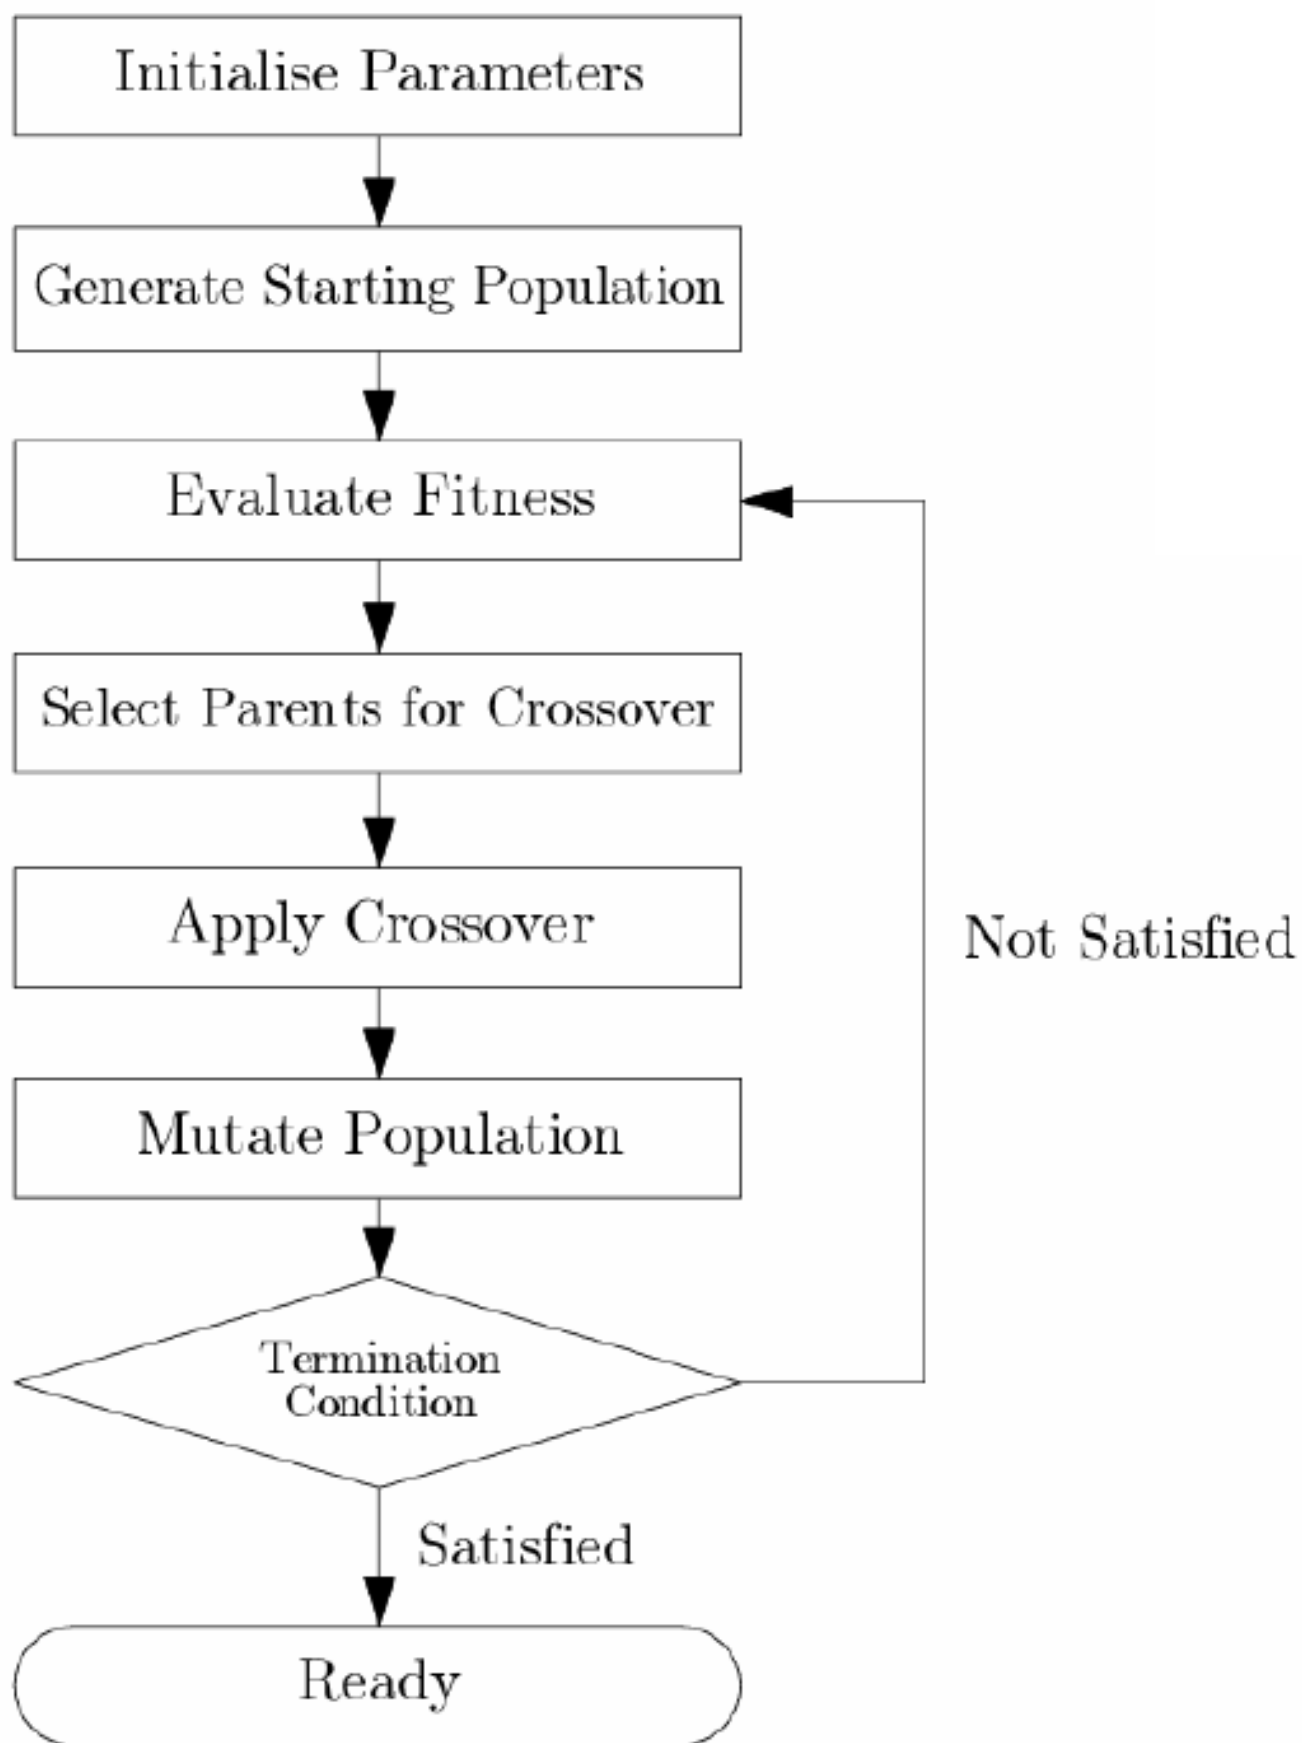 Initialise Parameters
Generate Starting Population
Evaluate Fitness
Select Parents for Crossover
Apply Crossover
Not Satisfied
Mutate Population
Termination
Condition
Satisfied
Ready